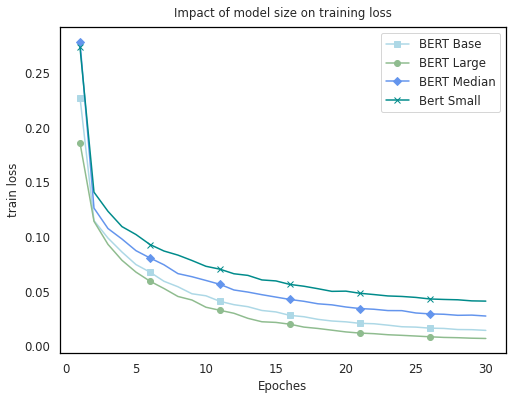 Impact of model size on training loss
BERT Base
BERT Large
BERT Median
Bert Small
train loss
0.25
0.20
0.15
0.10
0.05
0.00
0 5 10 15 20 25 30
Epoches